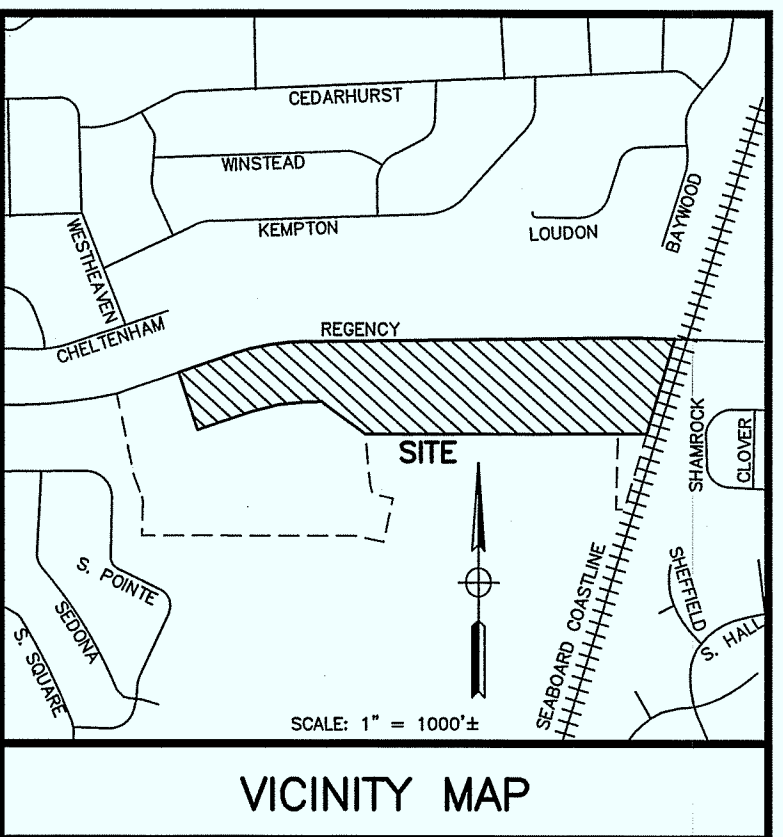 CEDARHURST
WINSTEAD
KEMPTON
LOUDON
BAYWOOD
WESTHEAVEN
CHELTENHAM
REGENCY
SHAMROCK
CLOVER
SITE
S. POINTE
SEDONA
S. SQUARE
SEABOARD COASTLINE
SHEFFIELD
S. HALL
SCALE: 1" = 1000'±
VICINITY MAP